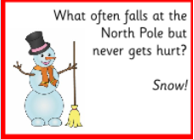 What often falls at the
North Pole but
never gets hurt?
Snow!